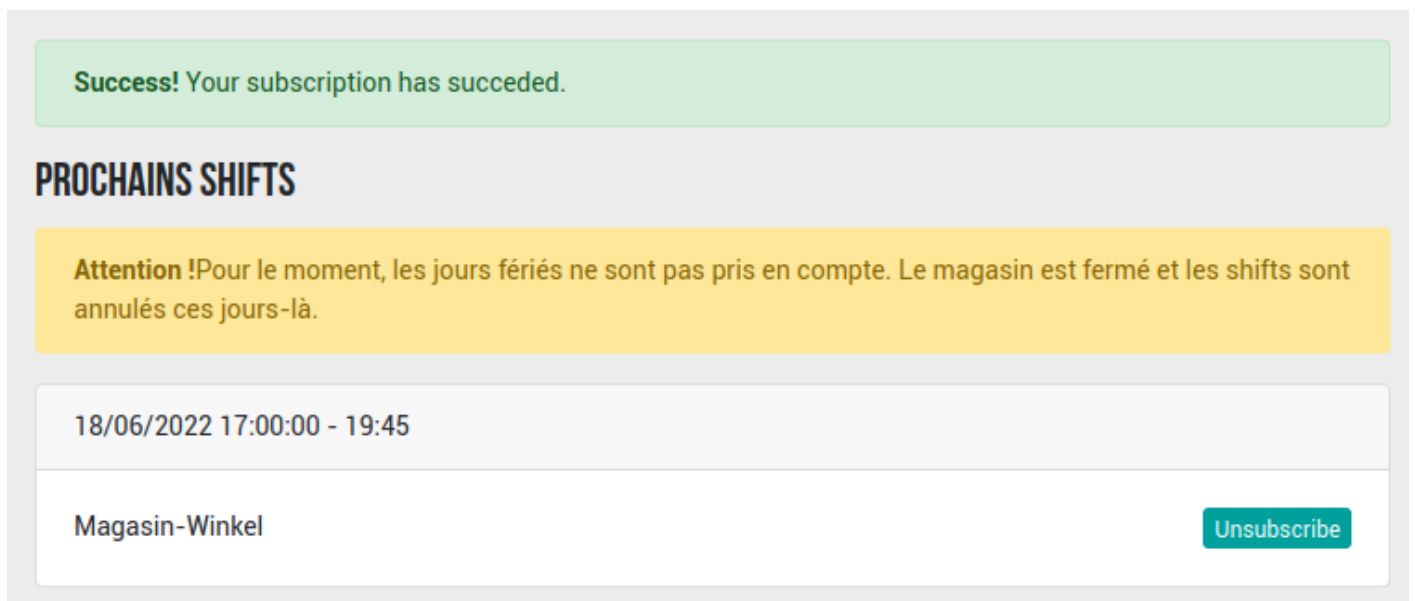 Success! Your subscription has succeded.
PROCHAINS SHIFTS
Attention !Pour le moment, les jours fériés ne sont pas pris en compte. Le magasin est fermé et les shifts sont
annulés ces jours-là.
18/06/2022 17:00:00 - 19:45
Magasin-Winkel
Unsubscribe